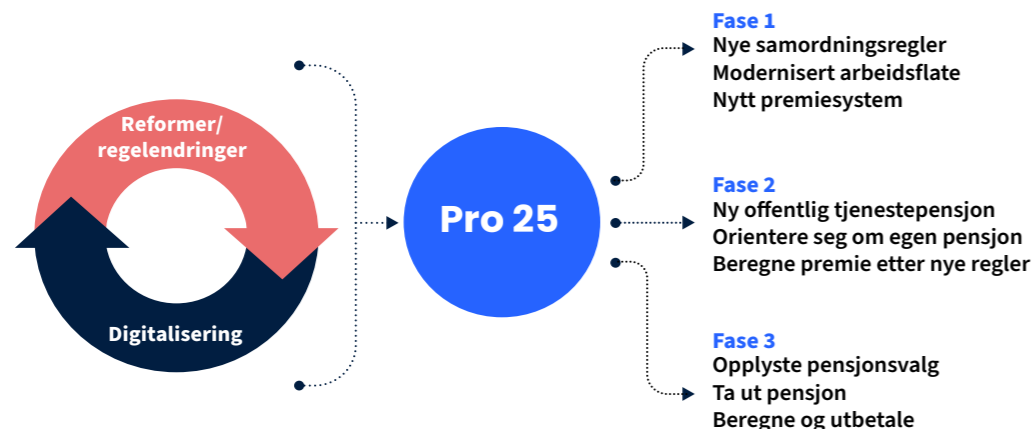 Reformer/
regelendringer
Digitalisering
Pro 25
Fase 1
Nye samordningsregler
Modernisert arbeidsflate
Nytt premiesystem
Fase 2
Ny offentlig tjenestepensjon
Orientere seg om egen pensjon
Beregne premie etter nye regler
Fase 3
Opplyste pensjonsvalg
Ta ut pensjon
Beregne og utbetale